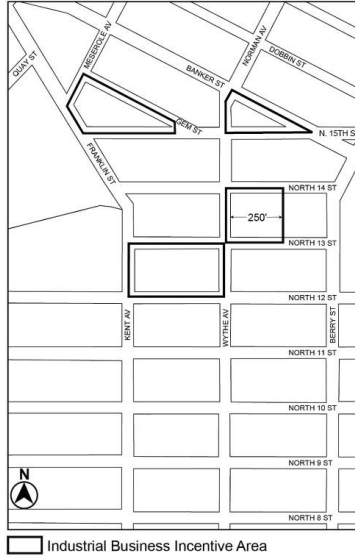 MESEROLE AV
NORMAN AV
QUAY ST
BANKER ST
DOBBIN ST
GEM ST
N. 15TH S
FRANKLIN ST
NORTH 14 ST
250'
NORTH 13 ST
NORTH 12 ST
KENT AV
WYTHE AV
BERRY ST
NORTH 11 ST
NORTH 10 ST
N
NORTH 9 ST
NORTH 8 ST
Industrial Business Incentive Area